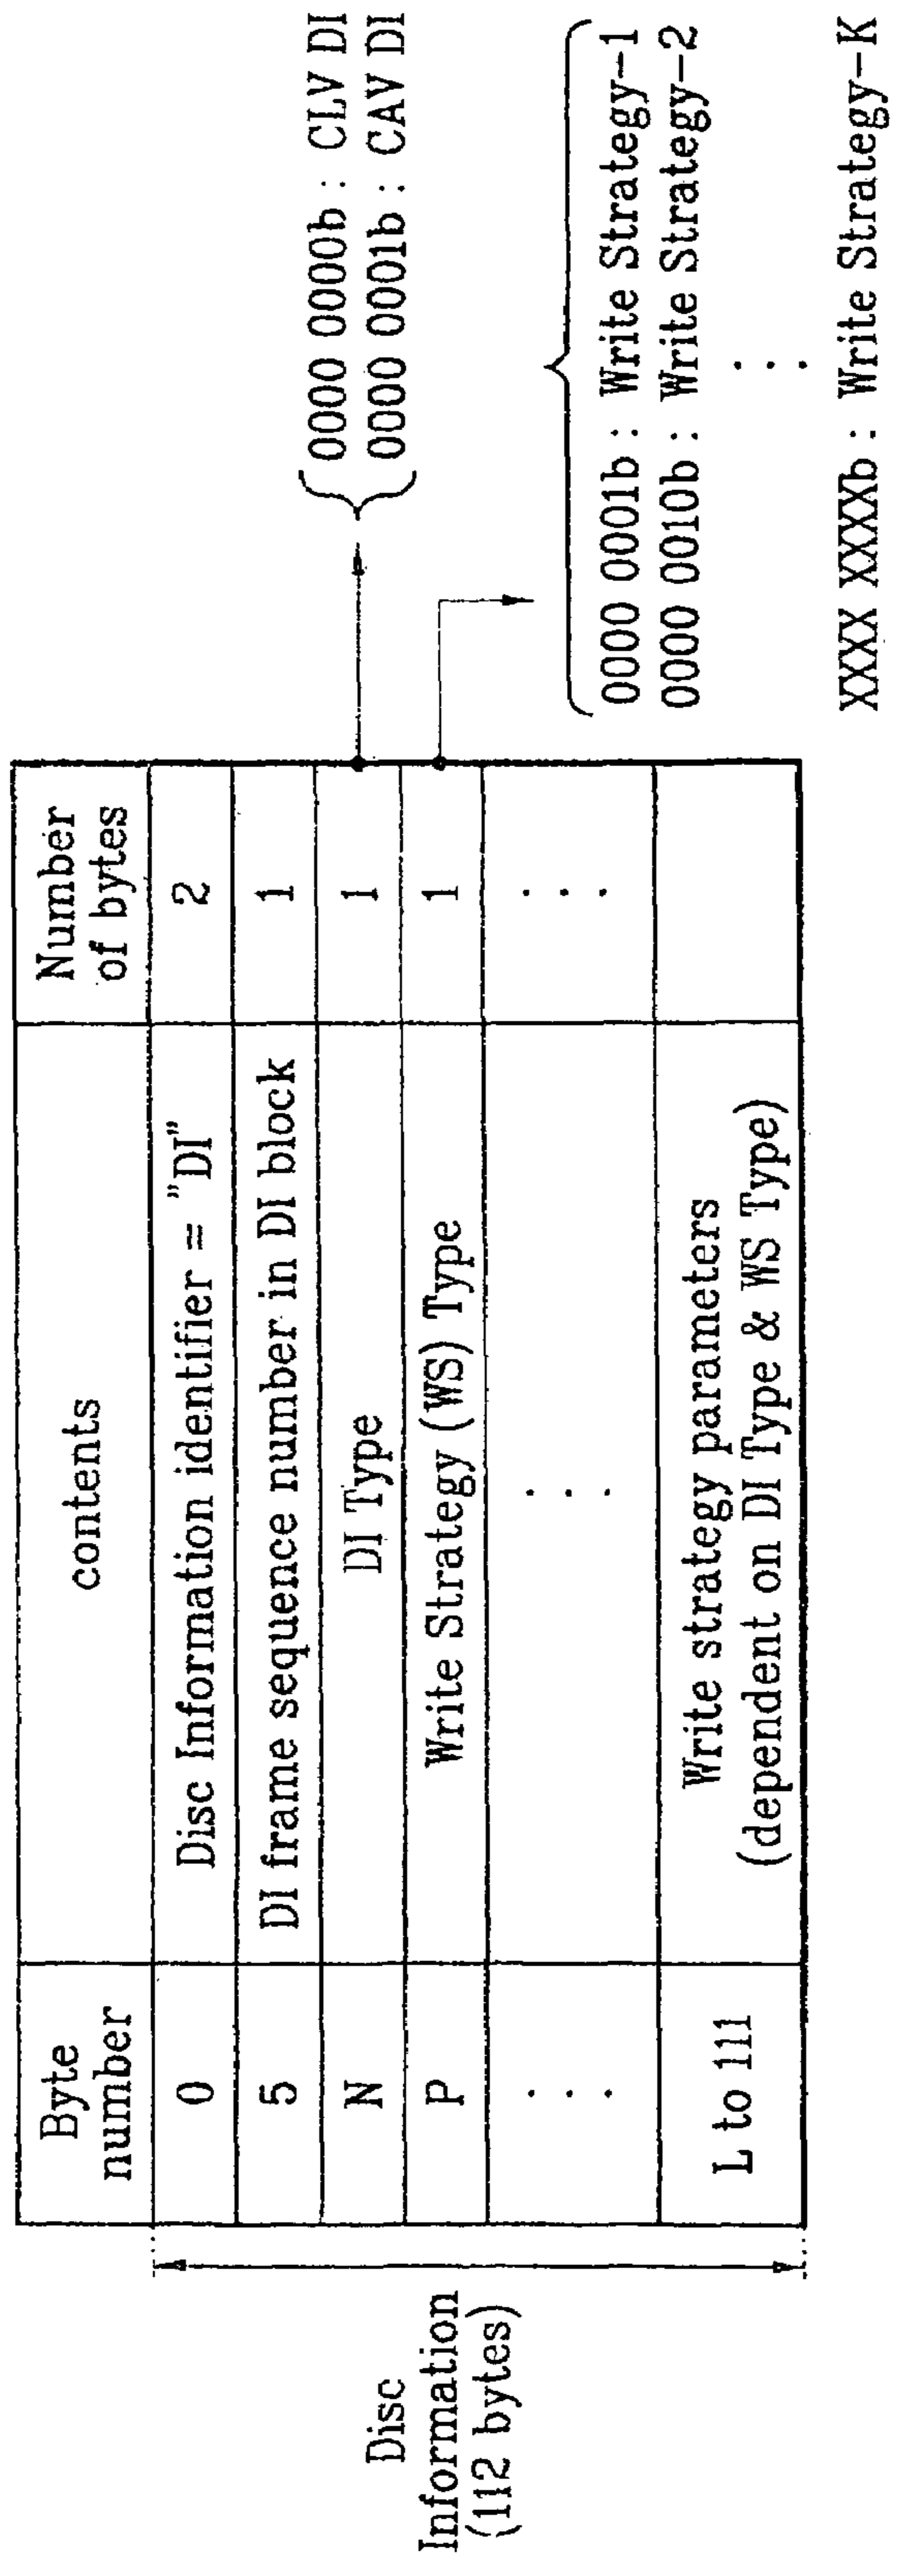 Disc
Information
(112 bytes)
Byte
number
contents
Number
of bytes
0
Disc Information identifier = "DI"
2
5
DI frame sequence number in DI block
1
N
DI Type
1
P
Write Strategy (WS) Type
1
. . .
. . .
. . .
L to 111
Write strategy parameters
(dependent on DI Type & WS Type)
0000 0000b : CLV DI
0000 0001b : CAV DI
0000 0001b : Write Strategy-1
0000 0010b : Write Strategy-2
. . .
XXXX XXXXb : Write Strategy-K